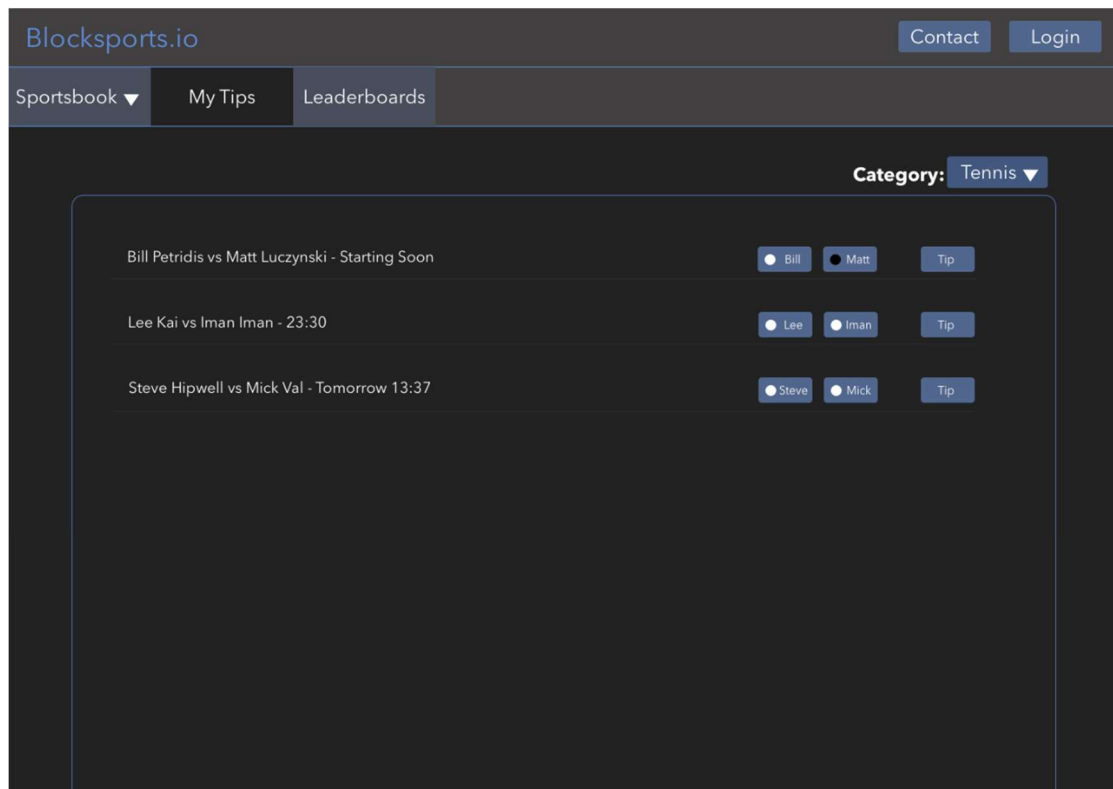 Blocksports.io Contact Login
Sportsbook My Tips Leaderboards
Category: Tennis
Bill Petridis vs Matt Luczynski - Starting Soon Bill Matt Tip
Lee Kai vs Iman Iman - 23:30 Lee Iman Tip
Steve Hipwell vs Mick Val - Tomorrow 13:37 Steve Mick Tip